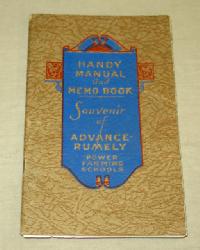 HANDY
MANUAL
and
MEMO BOOK
Souvenir
of
ADVANCE-
RUMELY
POWER
FARMING
SCHOOLS